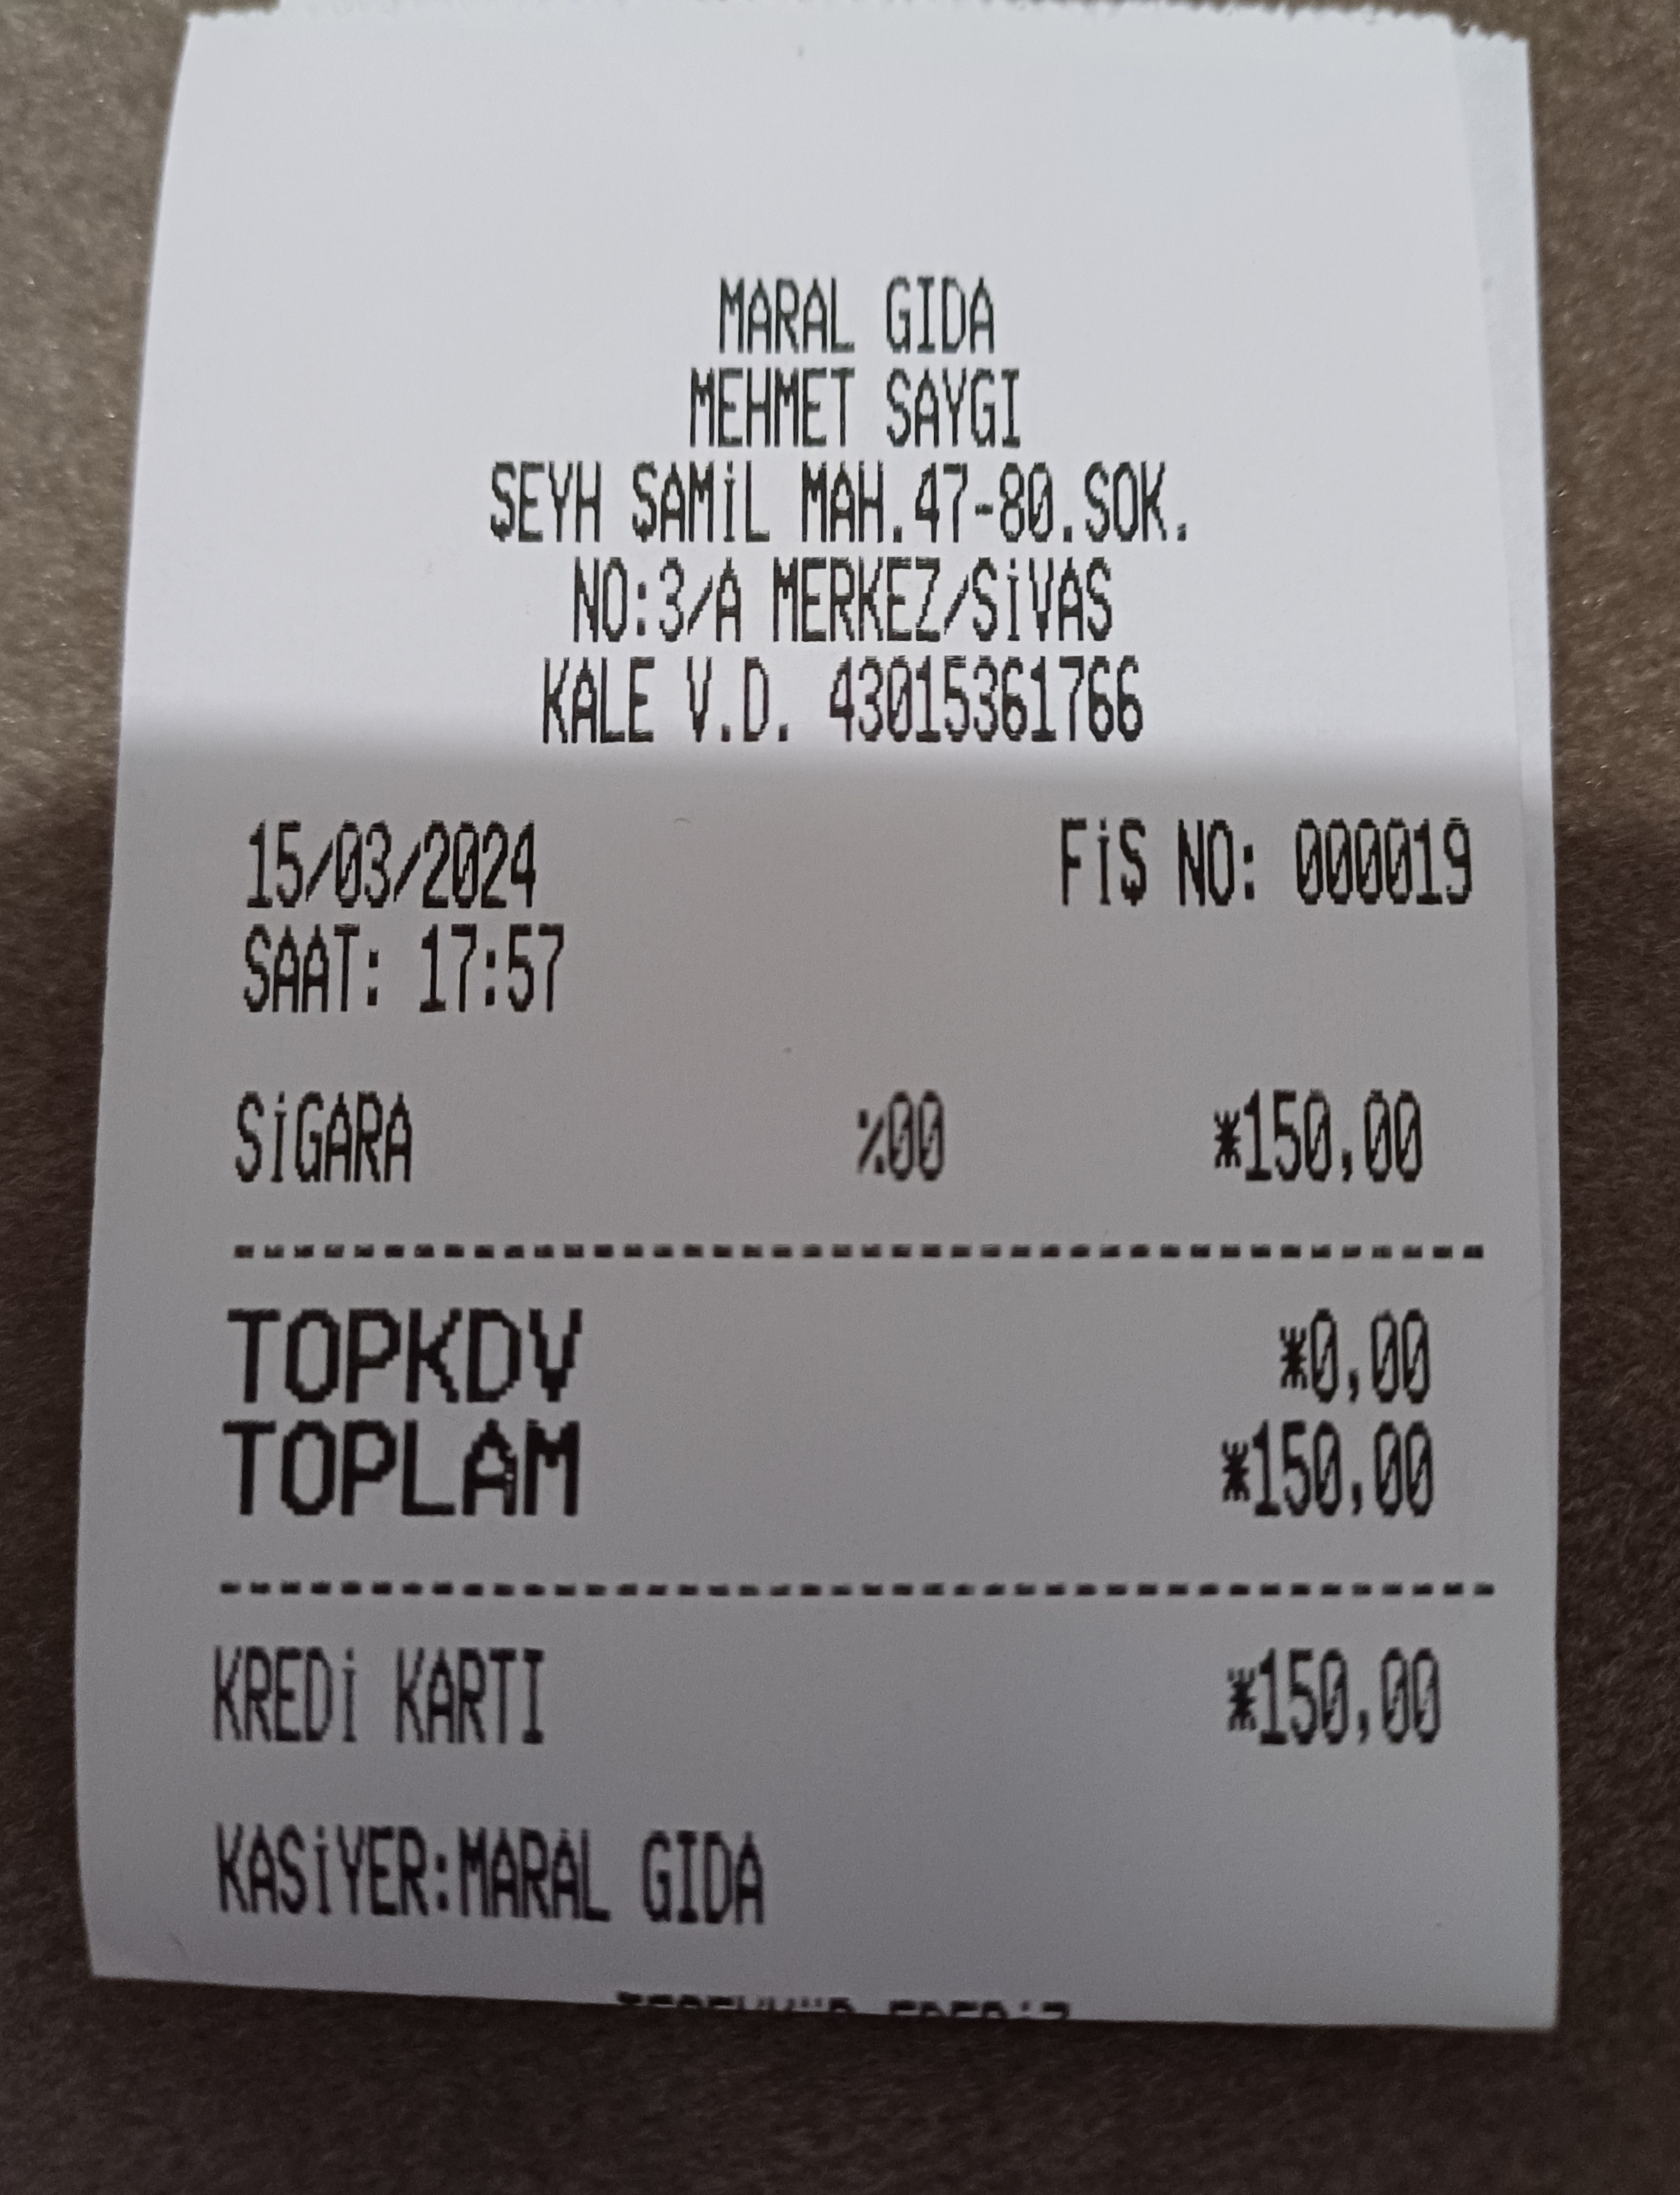 MARAL GIDA
MEHMET SAYGI
ŞEYH ŞAMİL MAH.47-80.SOK.
NO:3/A MERKEZ/SİVAS
KALE V.D. 43015361766
15/03/2024 FİŞ NO: 000019
SAAT: 17:57
SİGARA %00 *150,00
TOPKDV *0,00
TOPLAM *150,00
KREDİ KARTI *150,00
KASİYER:MARAL GIDA